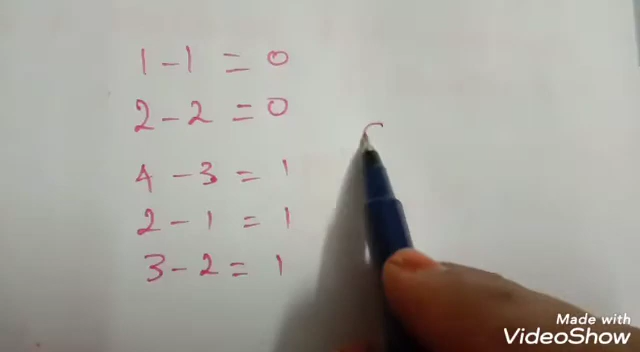 1 - 1 = 0
2 - 2 = 0
4 - 3 = 1
2 - 1 = 1
3 - 2 = 1
Made with
VideoShow